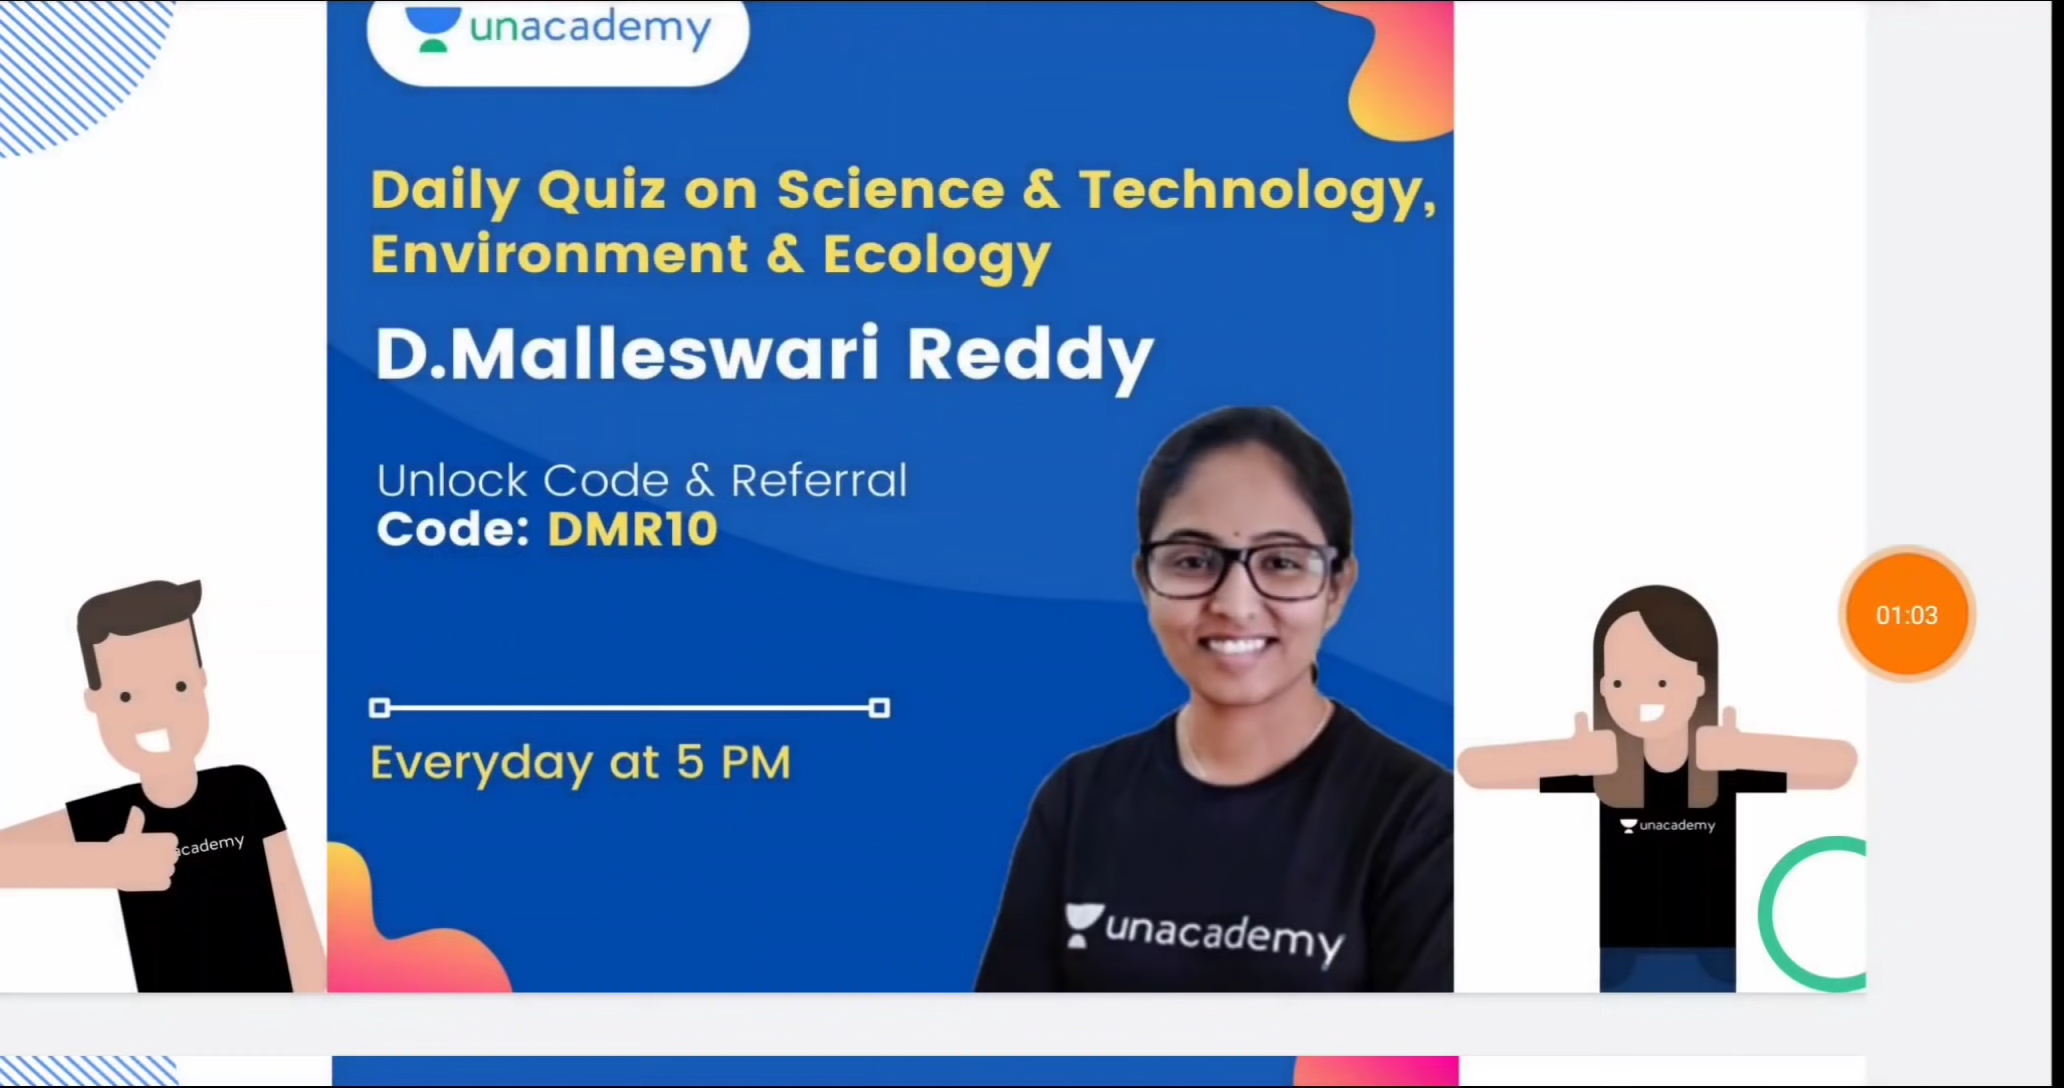 unacademy
Daily Quiz on Science & Technology,
Environment & Ecology
D.Malleswari Reddy
Unlock Code & Referral
Code: DMR10
01:03
Everyday at 5 PM
academy
unacademy
unacademy